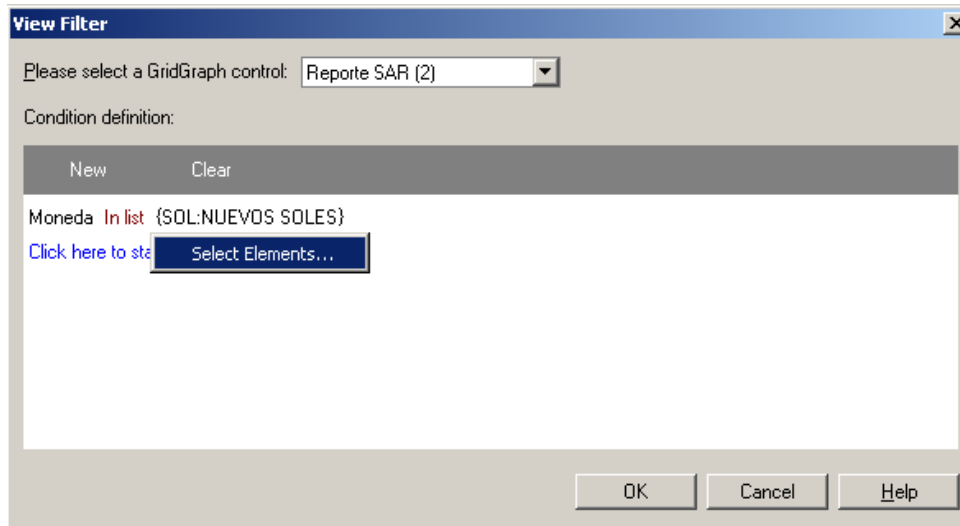 View Filter
Please select a GridGraph control: Reporte SAR (2)
Condition definition:
New Clear
Moneda In list {SOL:NUEVOS SOLES}
Click here to sta
Select Elements...
OK Cancel Help